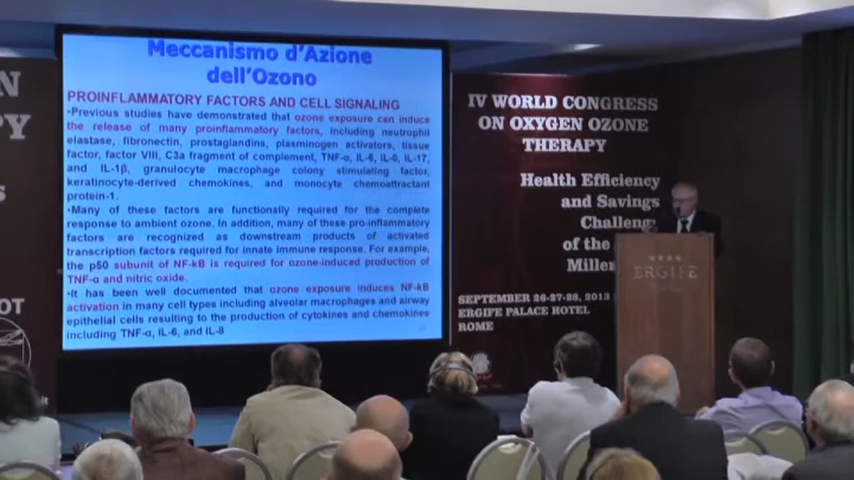 Meccanismo d'Azione
dell'Ozono
PROINFLAMMATORY FACTORS AND CELL SIGNALING
•Previous studies have demonstrated that ozone exposure can induce
the release of many proinflammatory factors, including neutrophil
elastase, fibronectin, prostaglandins, plasminogen activators, tissue
factor, factor VIII, C3a fragment of complement, TNF-α, IL-6, IL-8, IL-17,
and IL-1β, granulocyte macrophage colony stimulating factor,
keratinocyte-derived chemokines, and monocyte chemoattractant
protein-1.
•Many of these factors are functionally required for the complete
response to ambient ozone. In addition, many of these pro-inflammatory
factors are recognized as downstream products of activated
transcription factors required for innate immune response. For example,
the p50 subunit of NF-kB is required for ozone-induced production of
TNF-α and nitric oxide.
•It has been well documented that ozone exposure induces NF-kB
activation in many cell types including alveolar macrophages and airway
epithelial cells resulting to the production of cytokines and chemokines
including TNF-α, IL-6, and IL-8
IV WORLD CONGRESS
ON OXYGEN OZONE
THERAPY
Health Efficiency
and Savings
Challenge
of the
Miller
SEPTEMBER 26-27-28, 2013
ERGIFE PALACE HOTEL,
ROME
ERGIFE